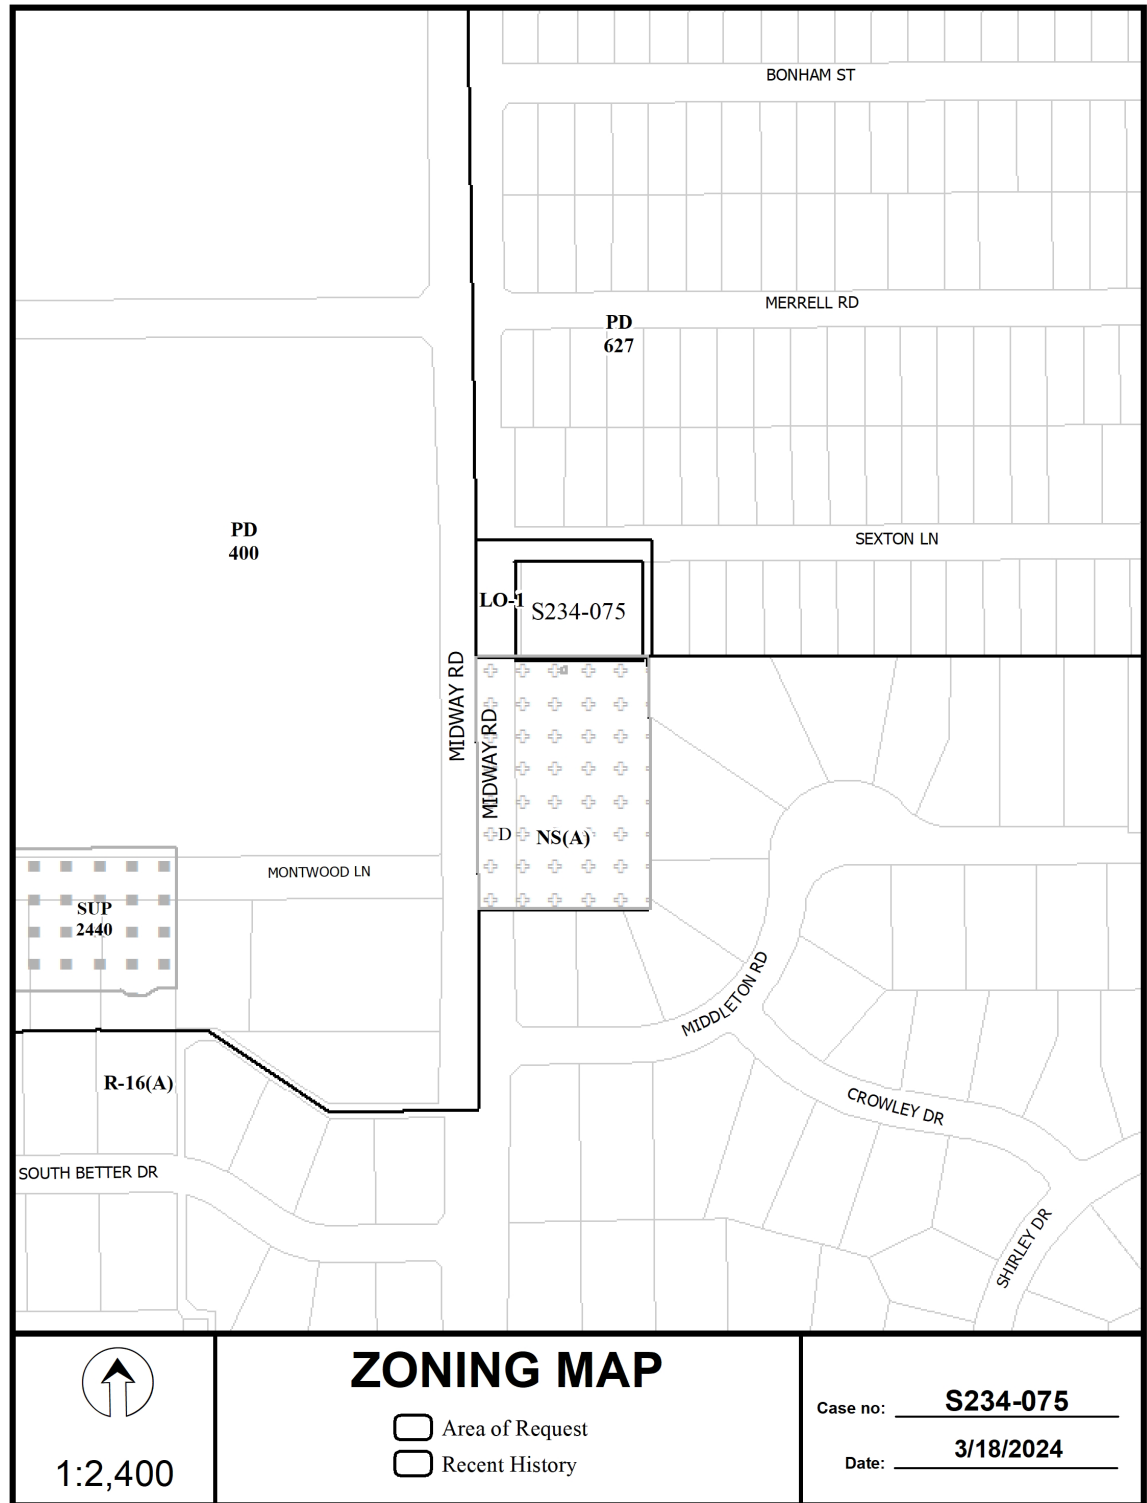 BONHAM ST
MERRELL RD
PD
627
PD
400
SEXTON LN
LO-1
S234-075
MIDWAY RD
MIDWAY RD
D
NS(A)
MONTWOOD LN
SUP
2440
MIDDLETON RD
R-16(A)
CROWLEY DR
SOUTH BETTER DR
SHIRLEY DR
1:2,400
ZONING MAP
Area of Request
Recent History
Case no: S234-075
Date: 3/18/2024